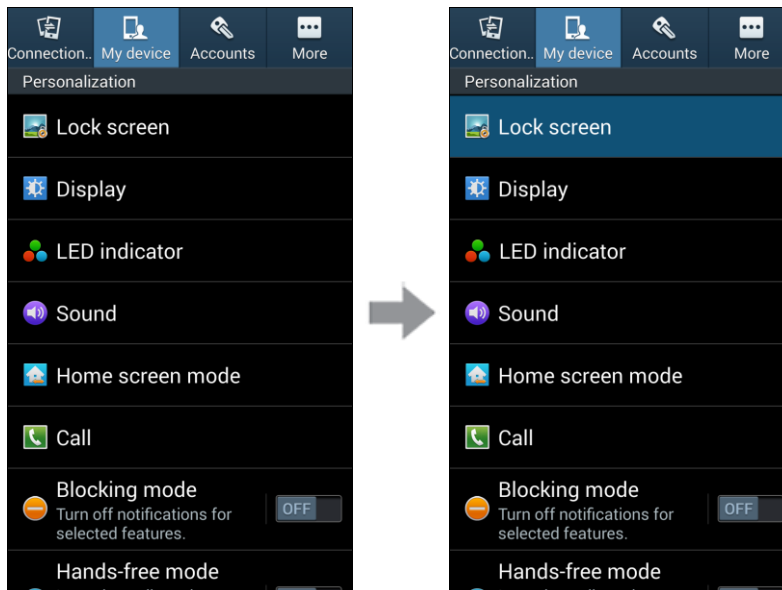 Connection..
My device
Accounts
More
Personalization
Lock screen
Display
LED indicator
Sound
Home screen mode
Call
Blocking mode
Turn off notifications for
selected features.
OFF
Hands-free mode
Connection..
My device
Accounts
More
Personalization
Lock screen
Display
LED indicator
Sound
Home screen mode
Call
Blocking mode
Turn off notifications for
selected features.
OFF
Hands-free mode